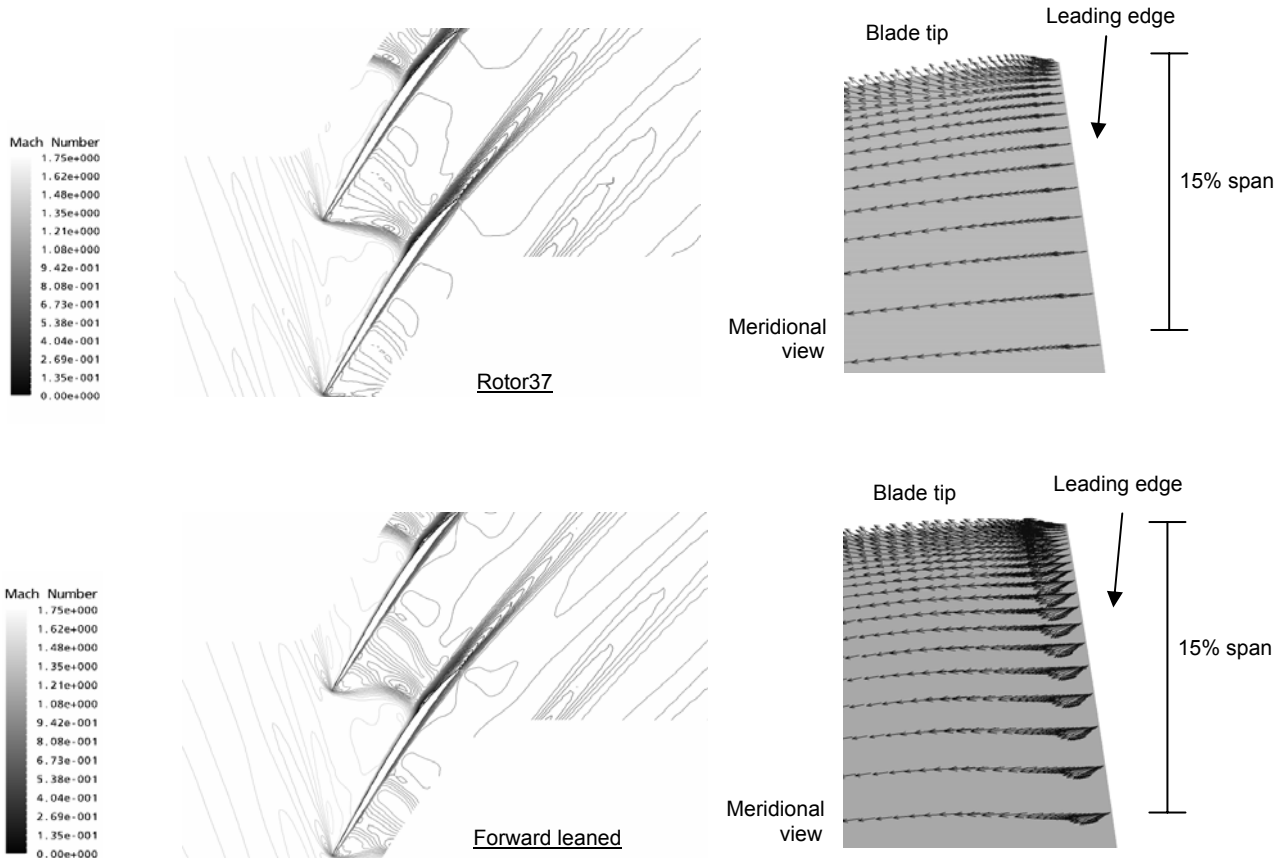 Mach Number
1.75e+000
1.62e+000
1.48e+000
1.35e+000
1.21e+000
1.08e+000
9.42e-001
8.08e-001
6.73e-001
5.38e-001
4.04e-001
2.69e-001
1.35e-001
0.00e+000
Rotor37
Blade tip
Leading edge
15% span
Meridional
view
Mach Number
1.75e+000
1.62e+000
1.48e+000
1.35e+000
1.21e+000
1.08e+000
9.42e-001
8.08e-001
6.73e-001
5.38e-001
4.04e-001
2.69e-001
1.35e-001
0.00e+000
Forward leaned
Blade tip
Leading edge
15% span
Meridional
view